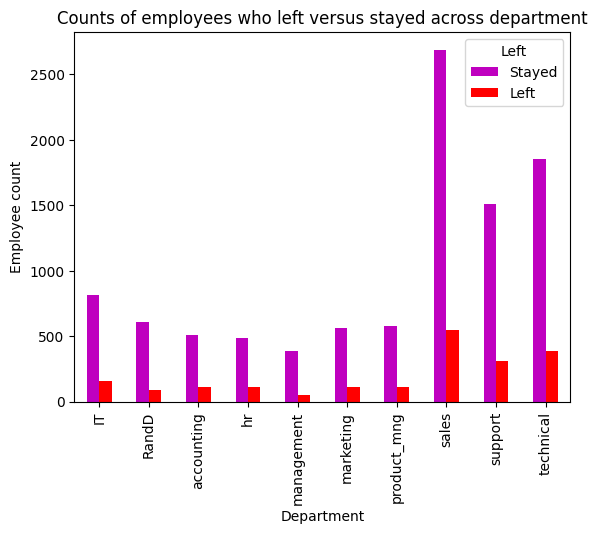 Counts of employees who left versus stayed across department
Left
Stayed
Left
Employee count
2500
2000
1500
1000
500
0
IT
RandD
accounting
hr
management
marketing
product_mng
sales
support
technical
Department